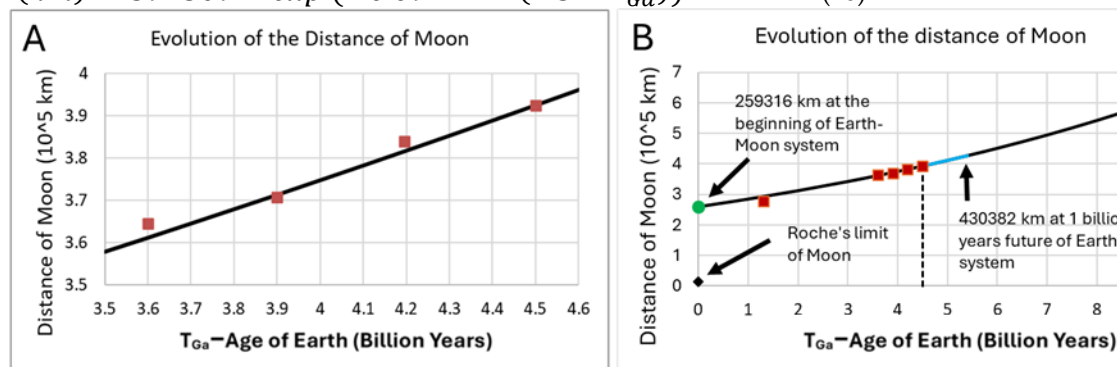 A
Evolution of the Distance of Moon
Distance of Moon (10^5 km)
4
3.9
3.8
3.7
3.6
3.5
3.5 3.6 3.7 3.8 3.9 4 4.1 4.2 4.3 4.4 4.5 4.6
T_Ga–Age of Earth (Billion Years)
B
Evolution of the distance of Moon
Distance of Moon (10^5 km)
7
6
5
4
3
2
1
0
259316 km at the
beginning of Earth-
Moon system
Roche's limit
of Moon
430382 km at 1 billio
years future of Earth
system
0 1 2 3 4 5 6 7 8
T_Ga–Age of Earth (Billion Years)